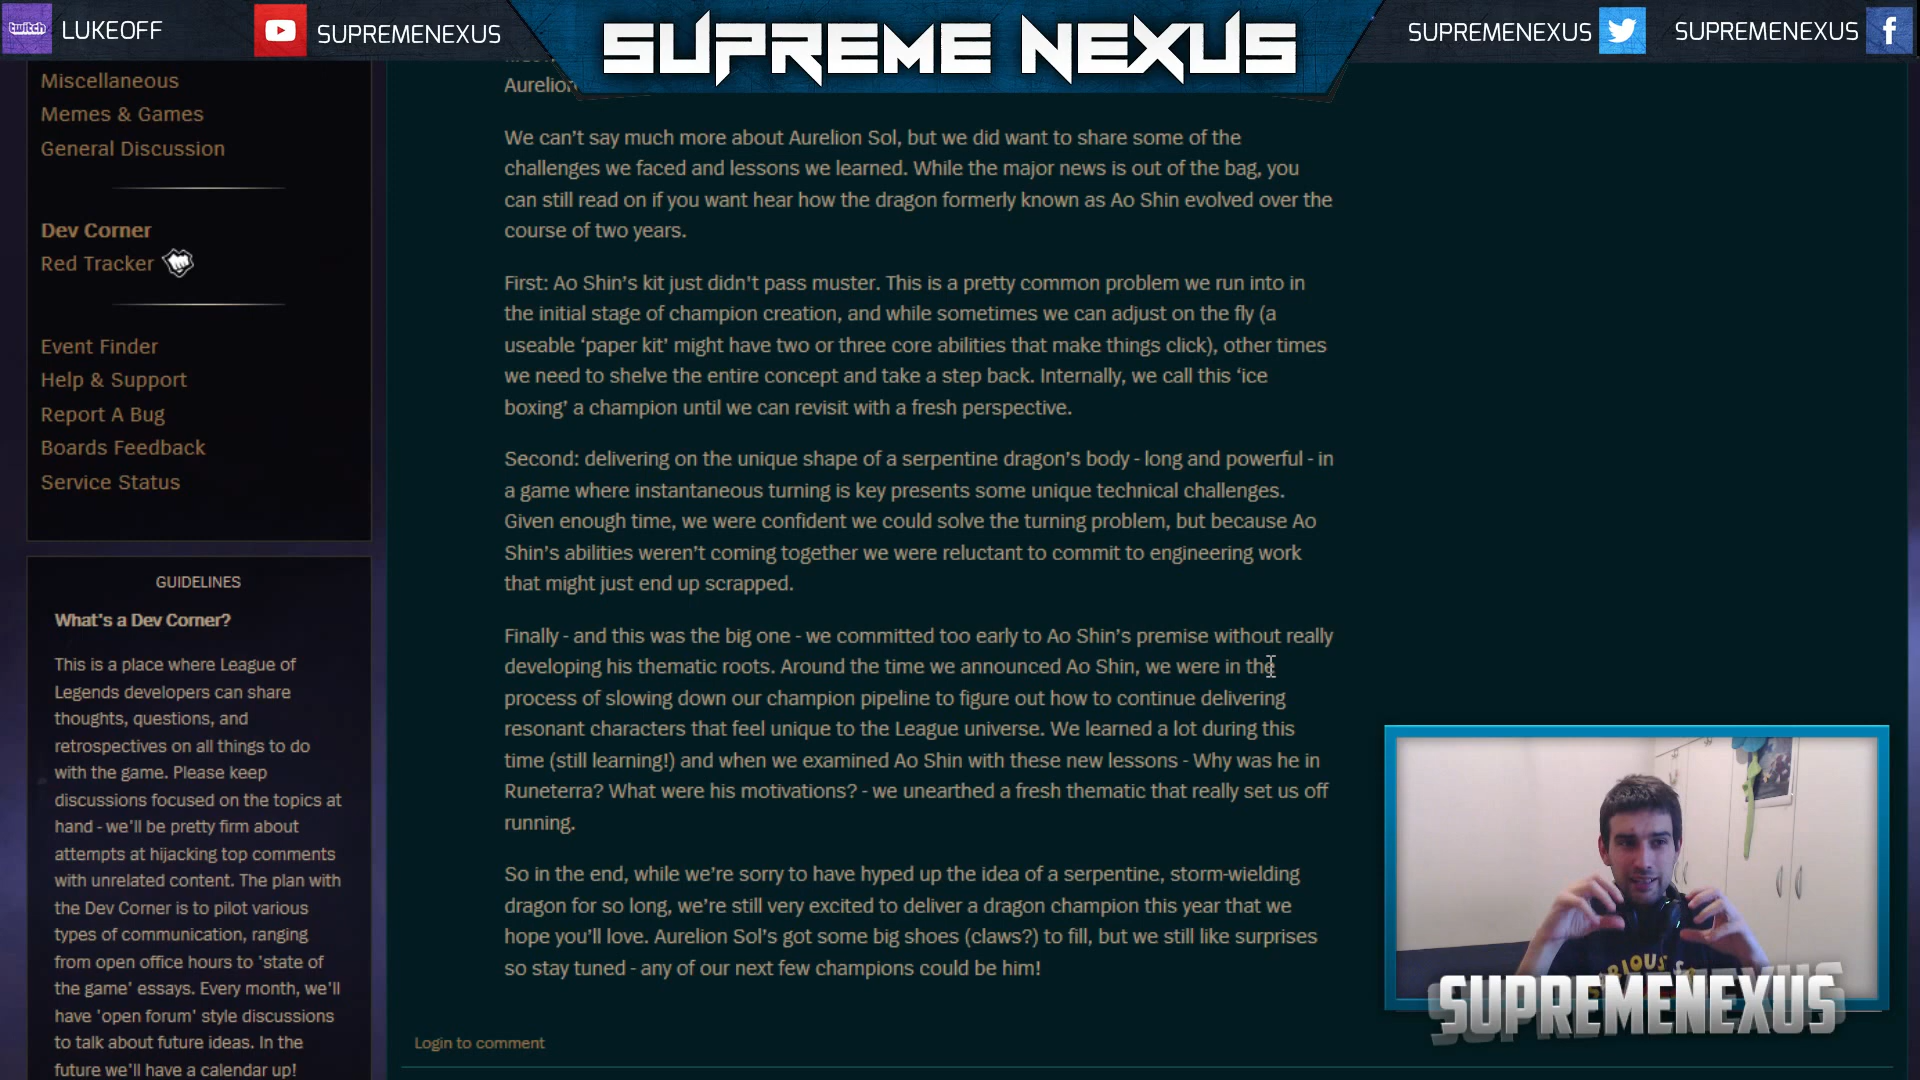 twitch LUKEOFF
SUPREMENEXUS
SUPREME NEXUS
SUPREMENEXUS
SUPREMENEXUS f
Miscellaneous
Memes & Games
General Discussion
Dev Corner
Red Tracker
Event Finder
Help & Support
Report A Bug
Boards Feedback
Service Status
GUIDELINES
What's a Dev Corner?
This is a place where League of
Legends developers can share
thoughts, questions, and
retrospectives on all things to do
with the game. Please keep
discussions focused on the topics at
hand - we'll be pretty firm about
attempts at hijacking top comments
with unrelated content. The plan with
the Dev Corner is to pilot various
types of communication, ranging
from open office hours to 'state of
the game' essays. Every month, we'll
have 'open forum' style discussions
to talk about future ideas. In the
future we'll have a calendar up!
Aurelion
We can’t say much more about Aurelion Sol, but we did want to share some of the
challenges we faced and lessons we learned. While the major news is out of the bag, you
can still read on if you want hear how the dragon formerly known as Ao Shin evolved over the
course of two years.
First: Ao Shin’s kit just didn't pass muster. This is a pretty common problem we run into in
the initial stage of champion creation, and while sometimes we can adjust on the fly (a
useable ‘paper kit’ might have two or three core abilities that make things click), other times
we need to shelve the entire concept and take a step back. Internally, we call this ‘ice
boxing’ a champion until we can revisit with a fresh perspective.
Second: delivering on the unique shape of a serpentine dragon’s body - long and powerful - in
a game where instantaneous turning is key presents some unique technical challenges.
Given enough time, we were confident we could solve the turning problem, but because Ao
Shin’s abilities weren’t coming together we were reluctant to commit to engineering work
that might just end up scrapped.
Finally - and this was the big one - we committed too early to Ao Shin’s premise without really
developing his thematic roots. Around the time we announced Ao Shin, we were in the
process of slowing down our champion pipeline to figure out how to continue delivering
resonant characters that feel unique to the League universe. We learned a lot during this
time (still learning!) and when we examined Ao Shin with these new lessons - Why was he in
Runeterra? What were his motivations? - we unearthed a fresh thematic that really set us off
running.
So in the end, while we’re sorry to have hyped up the idea of a serpentine, storm-wielding
dragon for so long, we’re still very excited to deliver a dragon champion this year that we
hope you’ll love. Aurelion Sol’s got some big shoes (claws?) to fill, but we still like surprises
so stay tuned - any of our next few champions could be him!
Login to comment
SUPREMENEXUS